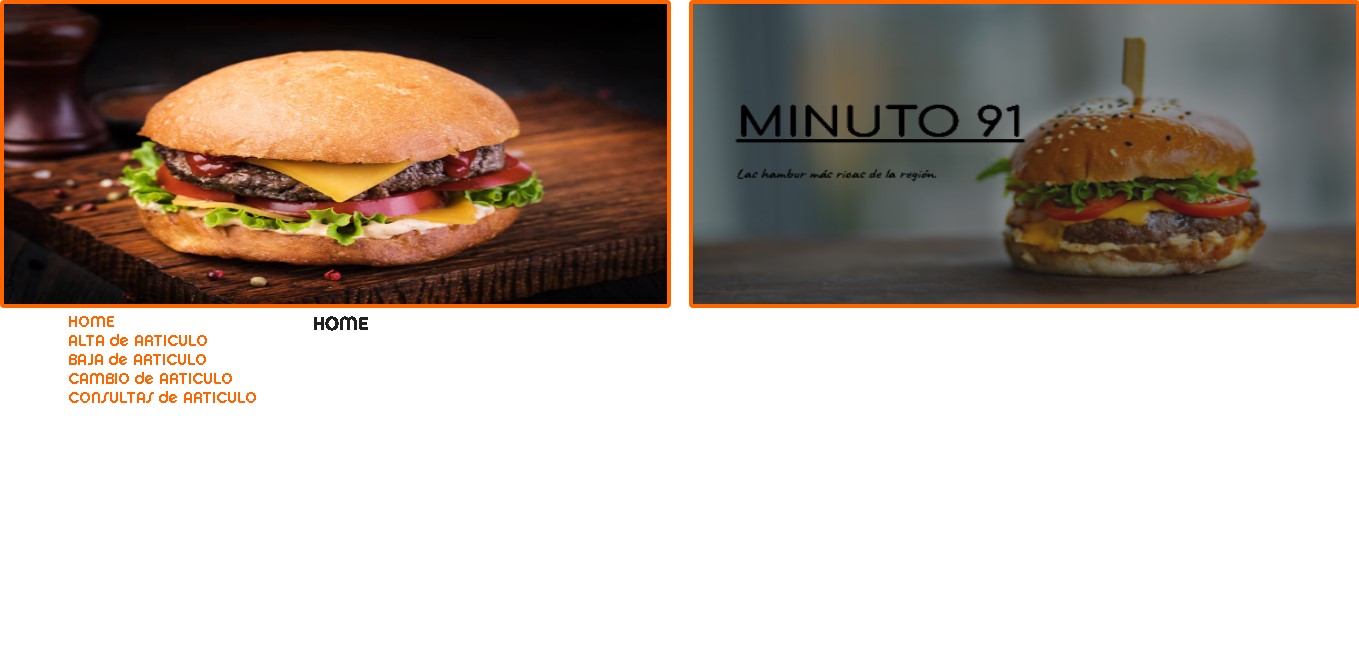 MINUTO 91
Las hambur más ricas de la región.
HOME
ALTA de ARTICULO
BAJA de ARTICULO
CAMBIO de ARTICULO
CONSULTAS de ARTICULO
HOME